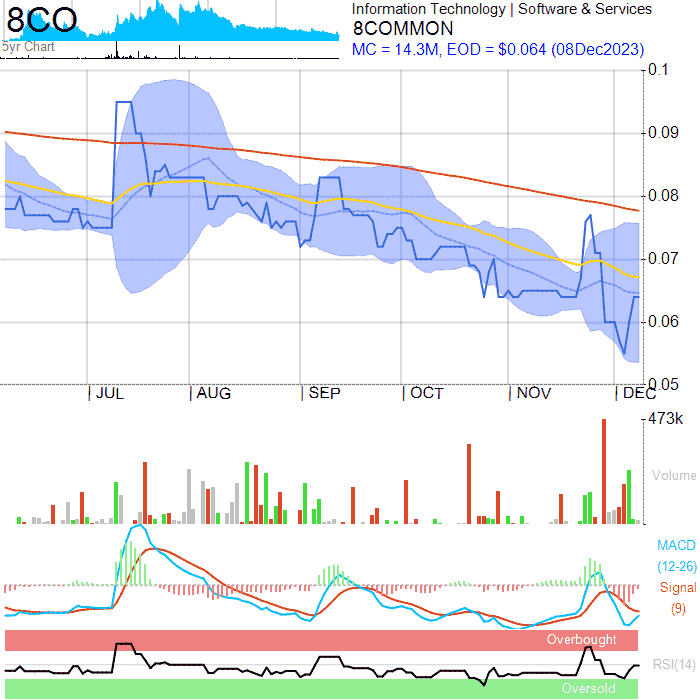 8CO
5yr Chart
Information Technology | Software & Services
8COMMON
MC = 14.3M, EOD = $0.064 (08Dec2023)
0.1
0.09
0.08
0.07
0.06
0.05
JUL AUG SEP OCT NOV DEC
473k
Volume
MACD
(12-26)
Signal
(9)
Overbought
RSI(14)
Oversold